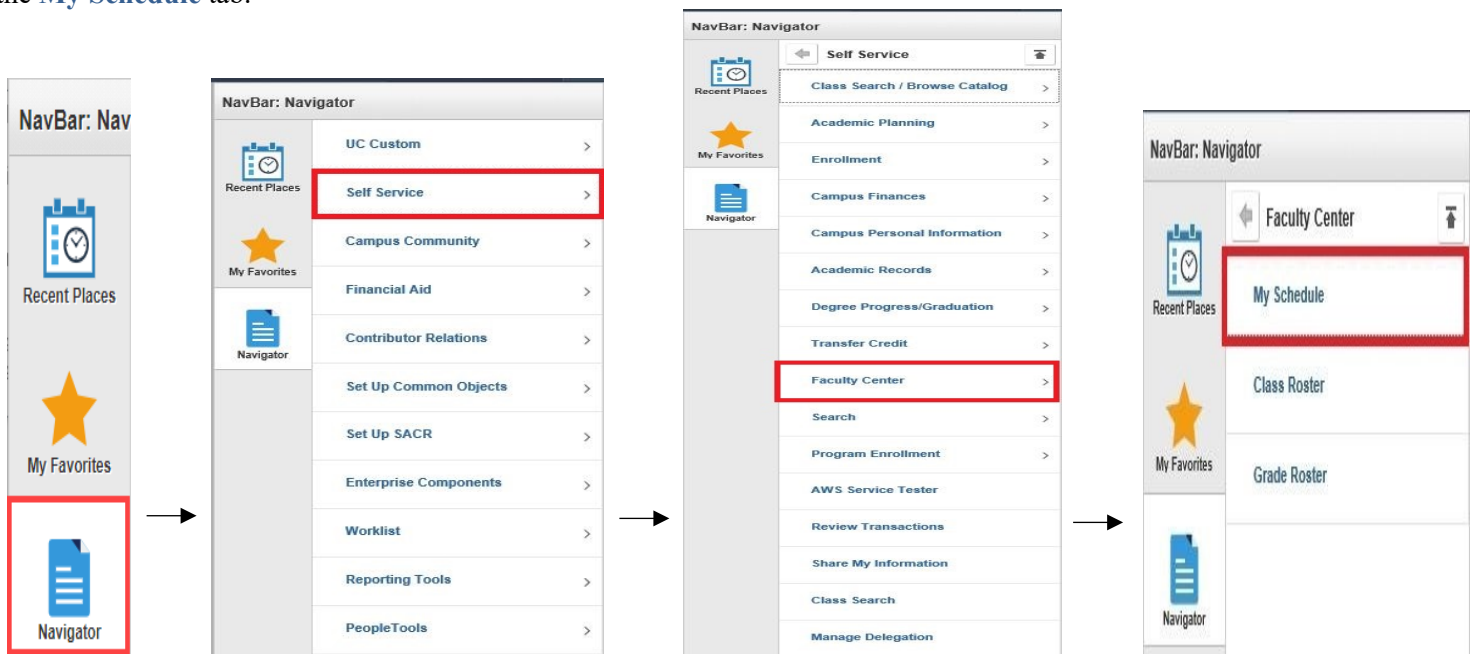 the My Schedule tab.
NavBar: Nav
Recent Places
My Favorites
Navigator
NavBar: Navigator
Recent Places
My Favorites
Navigator
UC Custom
Self Service
Campus Community
Financial Aid
Contributor Relations
Set Up Common Objects
Set Up SACR
Enterprise Components
Worklist
Reporting Tools
PeopleTools
NavBar: Navigator
Recent Places
My Favorites
Navigator
Self Service
Class Search / Browse Catalog
Academic Planning
Enrollment
Campus Finances
Campus Personal Information
Academic Records
Degree Progress/Graduation
Transfer Credit
Faculty Center
Search
Program Enrollment
AWS Service Tester
Review Transactions
Share My Information
Class Search
Manage Delegation
NavBar: Navigator
Recent Places
My Favorites
Navigator
Faculty Center
My Schedule
Class Roster
Grade Roster